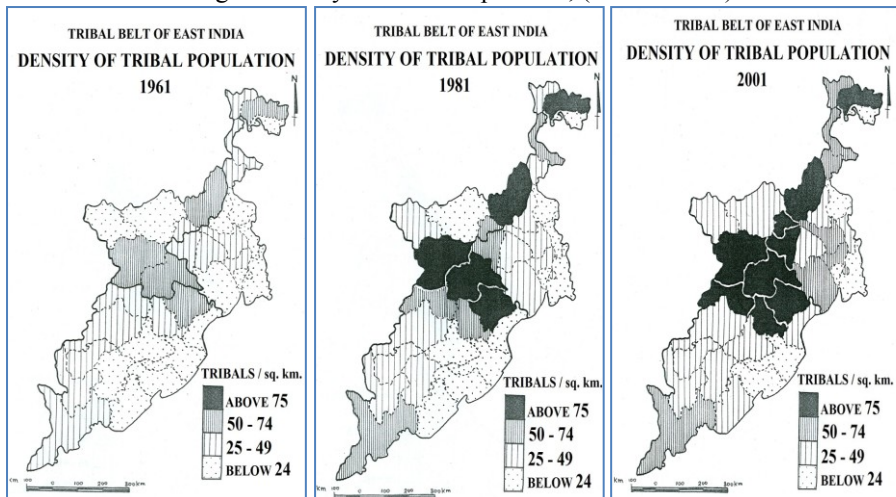 TRIBAL BELT OF EAST INDIA
DENSITY OF TRIBAL POPULATION
1961
N
TRIBALS / sq. km.
ABOVE 75
50 - 74
25 - 49
BELOW 24
TRIBAL BELT OF EAST INDIA
DENSITY OF TRIBAL POPULATION
1981
N
TRIBALS / sq. km.
ABOVE 75
50 - 74
25 - 49
BELOW 24
TRIBAL BELT OF EAST INDIA
DENSITY OF TRIBAL POPULATION
2001
N
TRIBALS / sq. km.
ABOVE 75
50 - 74
25 - 49
BELOW 24